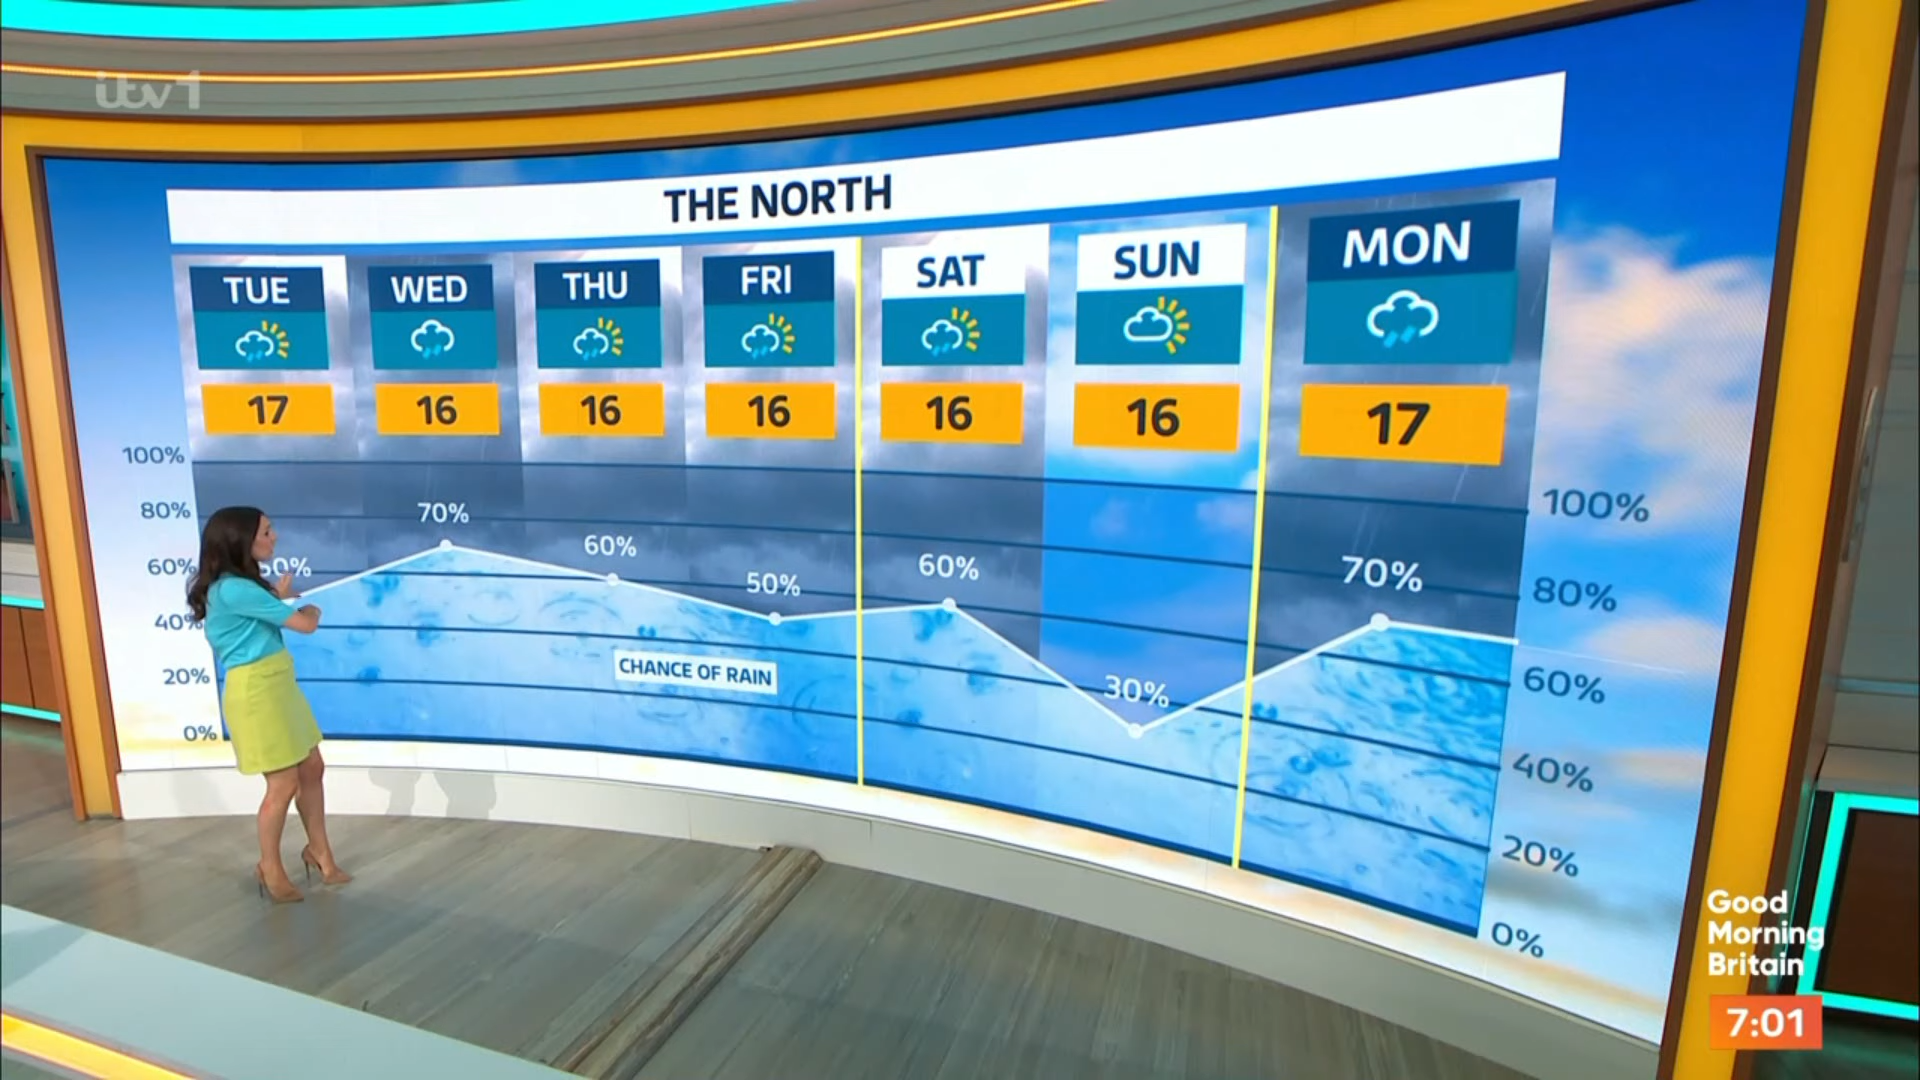 itv1
THE NORTH
TUE WED THU FRI SAT SUN MON
17 16 16 16 16 16 17
100%
80%
60%
40%
20%
0%
70%
60%
50%
60%
30%
70%
CHANCE OF RAIN
100%
80%
60%
40%
20%
0%
Good
Morning
Britain
7:01